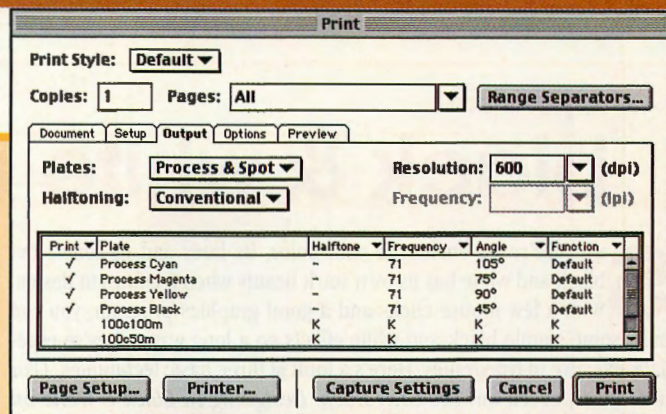 Print
Print Style: Default
Copies: 1 Pages: All Range Separators...
Document Setup Output Options Preview
Plates: Process & Spot Resolution: 600 (dpi)
Halftoning: Conventional Frequency: (lpi)
Print Plate Halftone Frequency Angle Function
✓ Process Cyan - 71 105° Default
✓ Process Magenta - 71 75° Default
✓ Process Yellow - 71 90° Default
✓ Process Black - 71 45° Default
100c100m K K K K
100c50m K K K K
Page Setup... Printer... Capture Settings Cancel Print